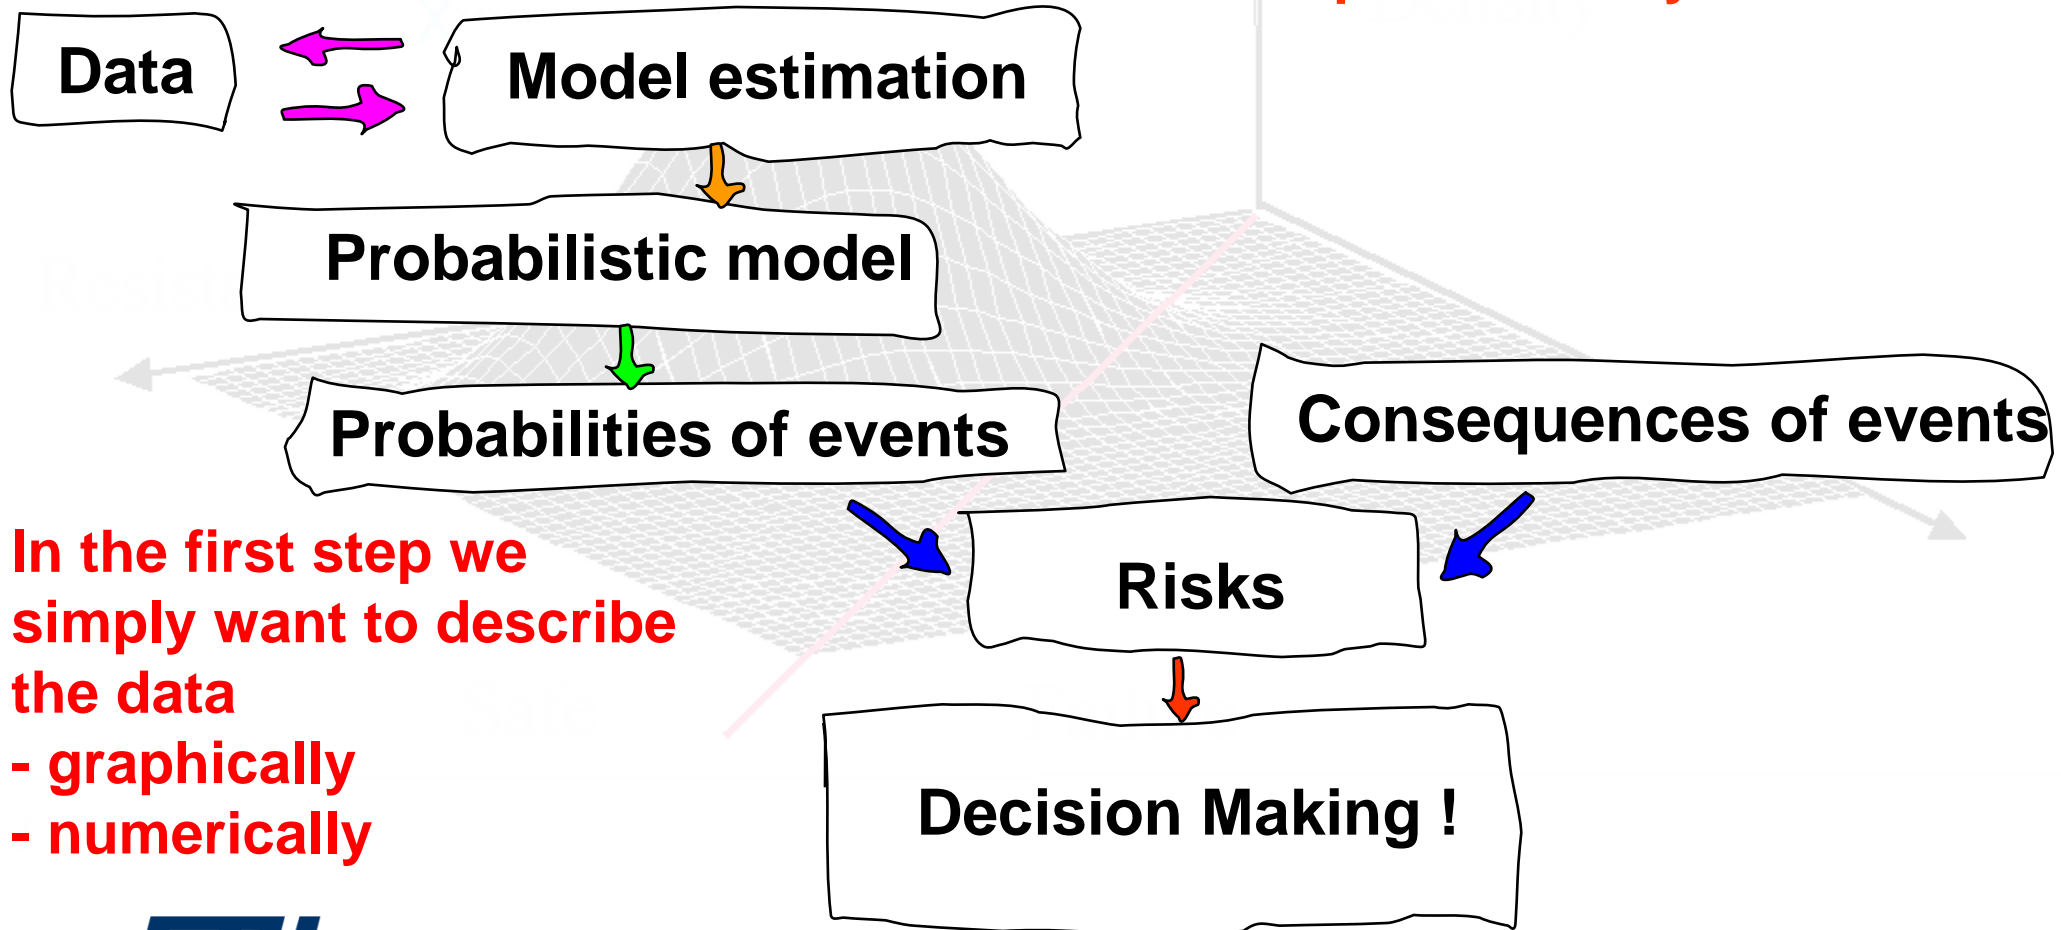 Data
Model estimation
Probabilistic model
Probabilities of events
Consequences of events
Risks
In the first step we
simply want to describe
the data
- graphically
- numerically
Decision Making !